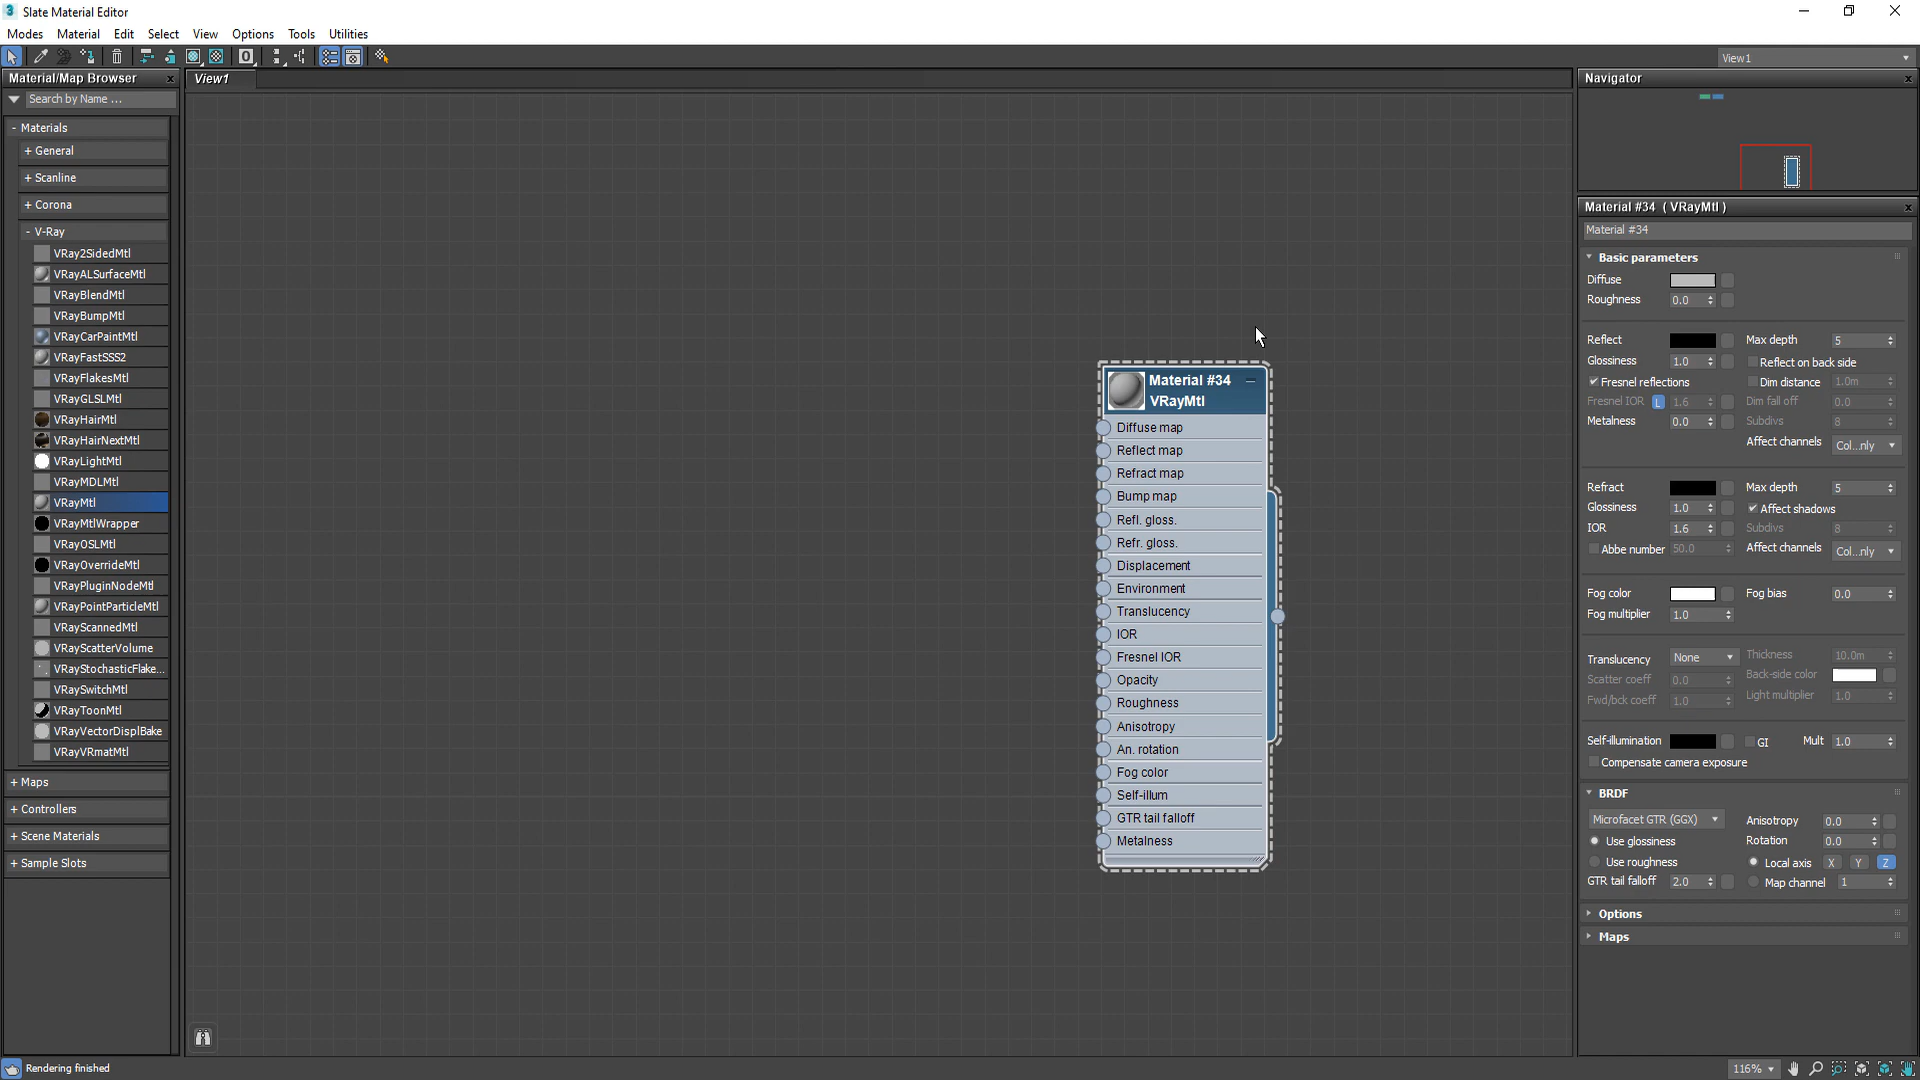 Slate Material Editor
Modes Material Edit Select View Options Tools Utilities
0
View1
Material/Map Browser x
View1
Navigator x
Search by Name ...
- Materials
+ General
+ Scanline
+ Corona
- V-Ray
VRay2SidedMtl
VRayALSurfaceMtl
VRayBlendMtl
VRayBumpMtl
VRayCarPaintMtl
VRayFastSSS2
VRayFlakesMtl
VRayGLSLMtl
VRayHairMtl
VRayHairNextMtl
VRayLightMtl
VRayMDLMtl
VRayMtl
VRayMtlWrapper
VRayOSLMtl
VRayOverrideMtl
VRayPluginNodeMtl
VRayPointParticleMtl
VRayScannedMtl
VRayScatterVolume
VRayStochasticFlake...
VRaySwitchMtl
VRayToonMtl
VRayVectorDisplBake
VRayVRmatMtl
+ Maps
+ Controllers
+ Scene Materials
+ Sample Slots
Material #34
VRayMtl
Diffuse map
Reflect map
Refract map
Bump map
Refl. gloss.
Refr. gloss.
Displacement
Environment
Translucency
IOR
Fresnel IOR
Opacity
Roughness
Anisotropy
An. rotation
Fog color
Self-illum
GTR tail falloff
Metalness
Material #34 ( VRayMtl ) x
Material #34
Basic parameters
Diffuse
Roughness 0.0
Reflect Max depth 5
Glossiness 1.0 Reflect on back side
Fresnel reflections Dim distance 1.0m
Fresnel IOR L 1.6 Dim fall off 0.0
Metalness 0.0 Subdivs 8
Affect channels Col...nly
Refract Max depth 5
Glossiness 1.0 Affect shadows
IOR 1.6 Subdivs 8
Abbe number 50.0 Affect channels Col...nly
Fog color Fog bias 0.0
Fog multiplier 1.0
Translucency None Thickness 10.0m
Scatter coeff 0.0 Back-side color
Fwd/bck coeff 1.0 Light multiplier 1.0
Self-illumination GI Mult 1.0
Compensate camera exposure
BRDF
Microfacet GTR (GGX) Anisotropy 0.0
Use glossiness Rotation 0.0
Use roughness Local axis X Y Z
GTR tail falloff 2.0 Map channel 1
Options
Maps
Rendering finished
116%